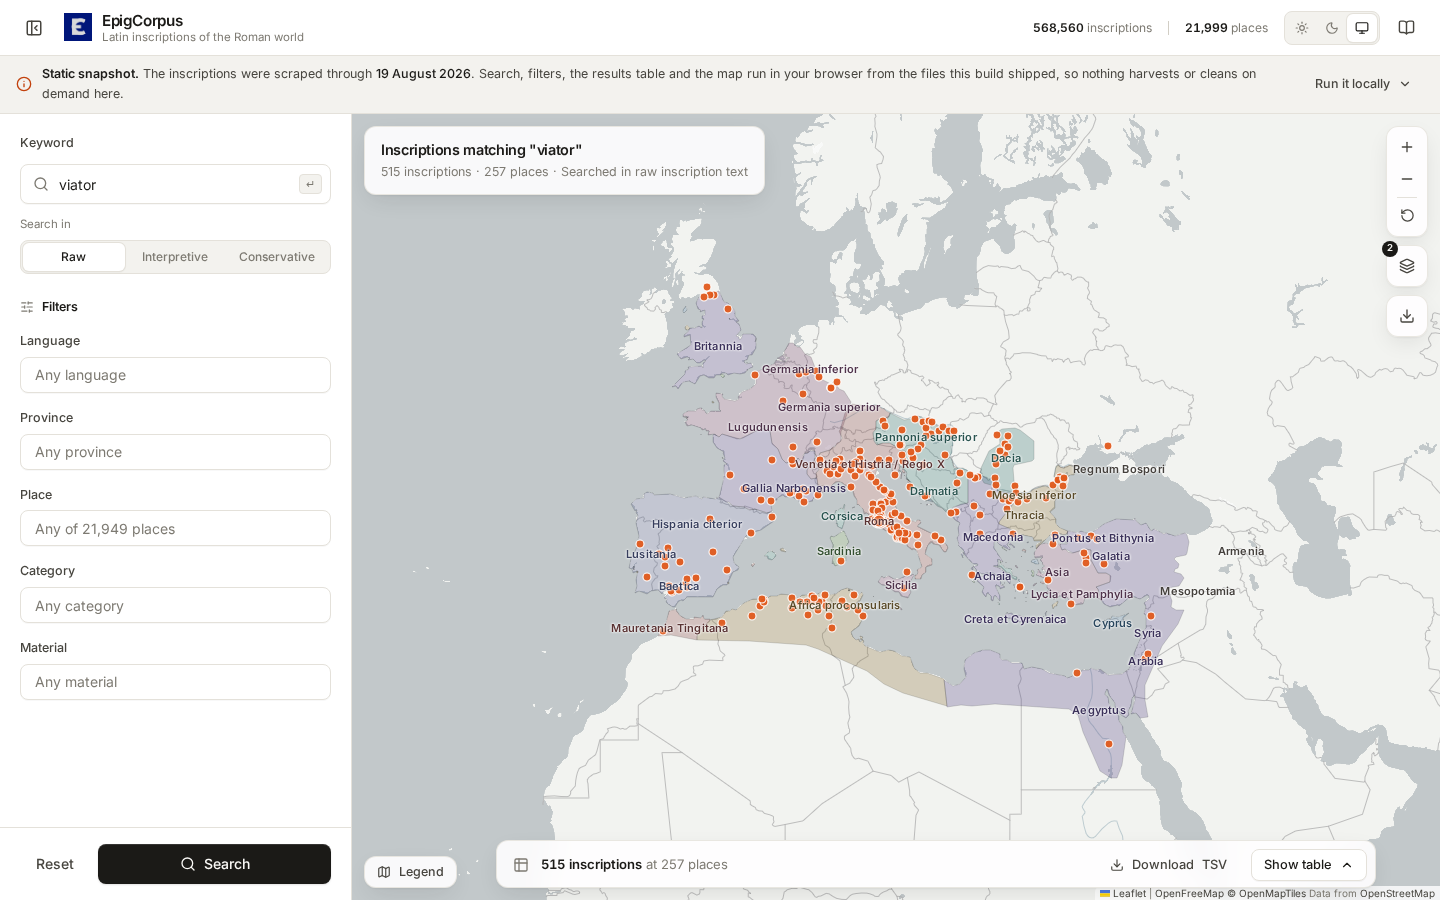 EpigCorpus
Latin inscriptions of the Roman world
568,560 inscriptions
21,999 places
Static snapshot. The inscriptions were scraped through 19 August 2026. Search, filters, the results table and the map run in your browser from the files this build shipped, so nothing harvests or cleans on
demand here.
Run it locally
Keyword
viator
Search in
Raw
Interpretive
Conservative
Filters
Language
Any language
Province
Any province
Place
Any of 21,949 places
Category
Any category
Material
Any material
Reset
Search
Inscriptions matching "viator"
515 inscriptions · 257 places · Searched in raw inscription text
2
Britannia
Germania inferior
Germania superior
Lugudunensis
Pannonia superior
Venetia et Histria / Regio X
Dacia
Regnum Bospori
Gallia Narbonensis
Dalmatia
Moesia inferior
Corsica
Roma
Thracia
Hispania citerior
Macedonia
Pontus et Bithynia
Lusitania
Sardinia
Galatia
Armenia
Baetica
Sicilia
Achaia
Asia
Lycia et Pamphylia
Mesopotamia
Africa proconsularis
Mauretania Tingitana
Creta et Cyrenaica
Cyprus
Syria
Arabia
Aegyptus
Legend
515 inscriptions at 257 places
Download TSV
Show table
Leaflet | OpenFreeMap © OpenMapTiles Data from OpenStreetMap